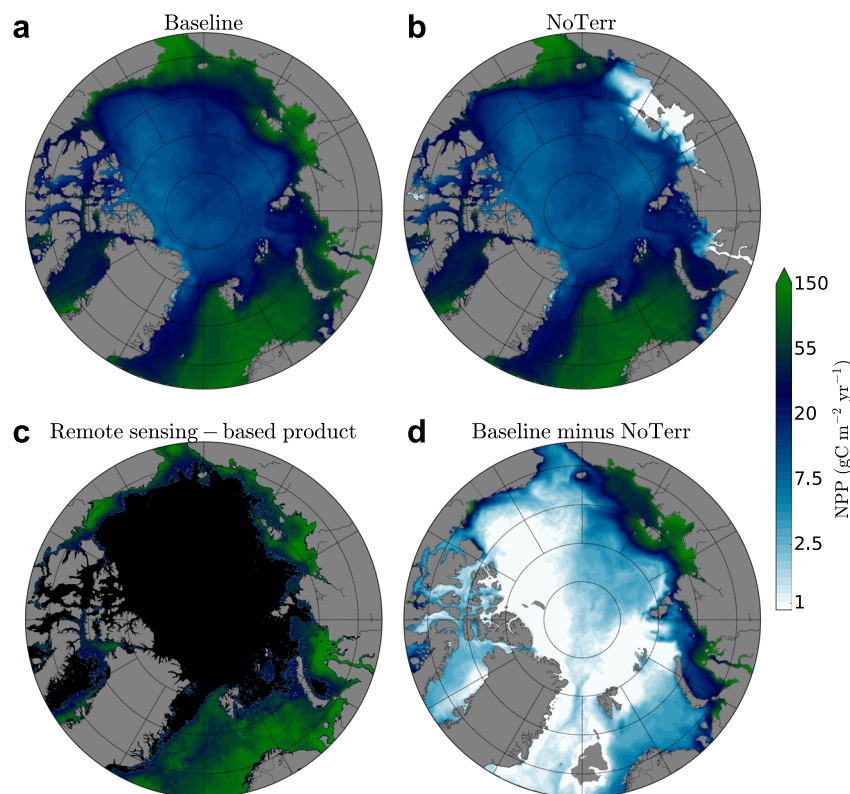 a Baseline
b NoTerr
c Remote sensing − based product
d Baseline minus NoTerr
150
55
20
7.5
2.5
1
NPP (gC m⁻² yr⁻¹)